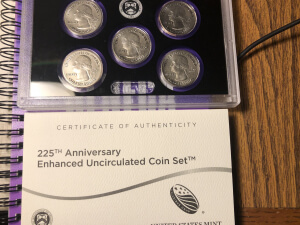 CERTIFICATE OF AUTHENTICITY
225TH Anniversary
Enhanced Uncirculated Coin Set™
UNITED STATES MINT